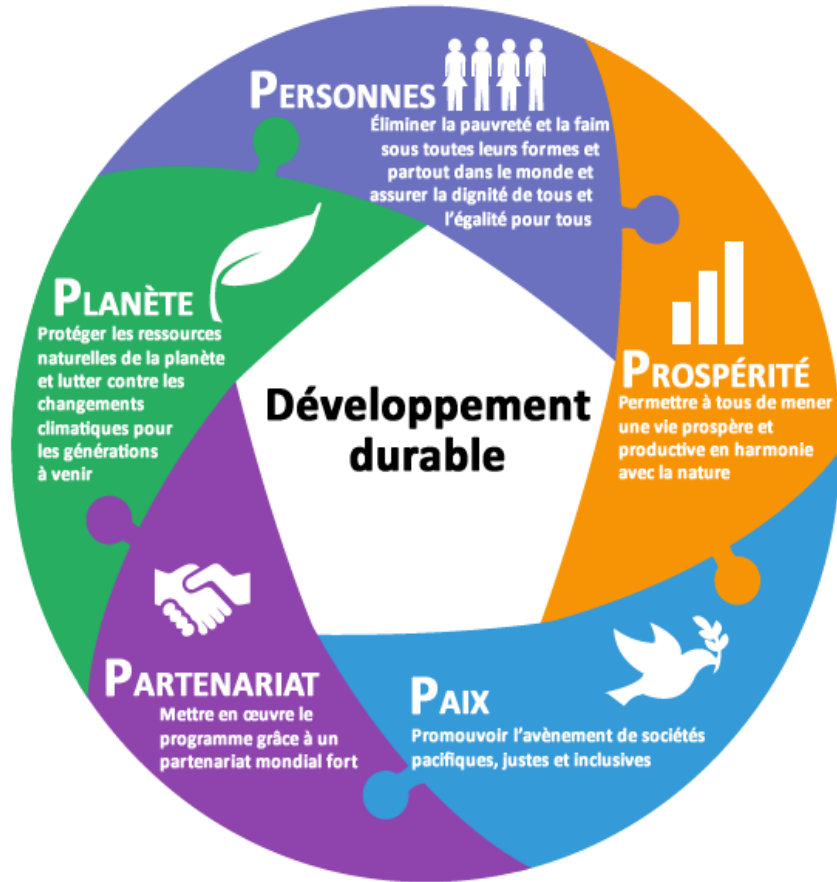 PERSONNES
Éliminer la pauvreté et la faim
sous toutes leurs formes et
partout dans le monde et
assurer la dignité de tous et
l'égalité pour tous
PROSPÉRITÉ
Permettre à tous de mener
une vie prospère et
productive en harmonie
avec la nature
PAIX
Promouvoir l'avènement de sociétés
pacifiques, justes et inclusives
PARTENARIAT
Mettre en œuvre le
programme grâce à un
partenariat mondial fort
PLANÈTE
Protéger les ressources
naturelles de la planète
et lutter contre les
changements
climatiques pour
les générations
à venir
Développement
durable